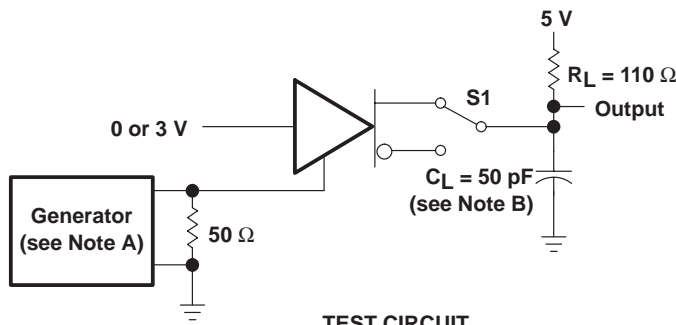 5 V
RL = 110 Ω
S1
Output
0 or 3 V
CL = 50 pF
(see Note B)
Generator
(see Note A)
50 Ω
TEST CIRCUIT